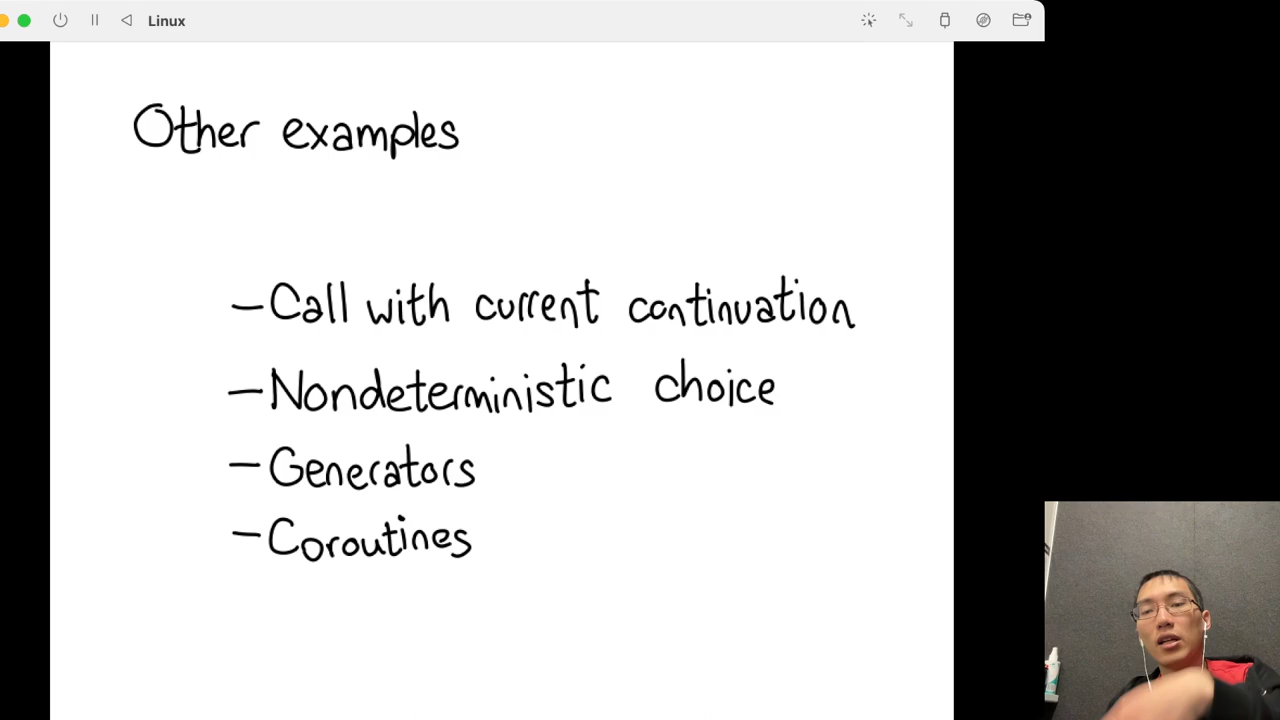 Linux
Other examples
– Call with current continuation
– Nondeterministic choice
– Generators
– Coroutines